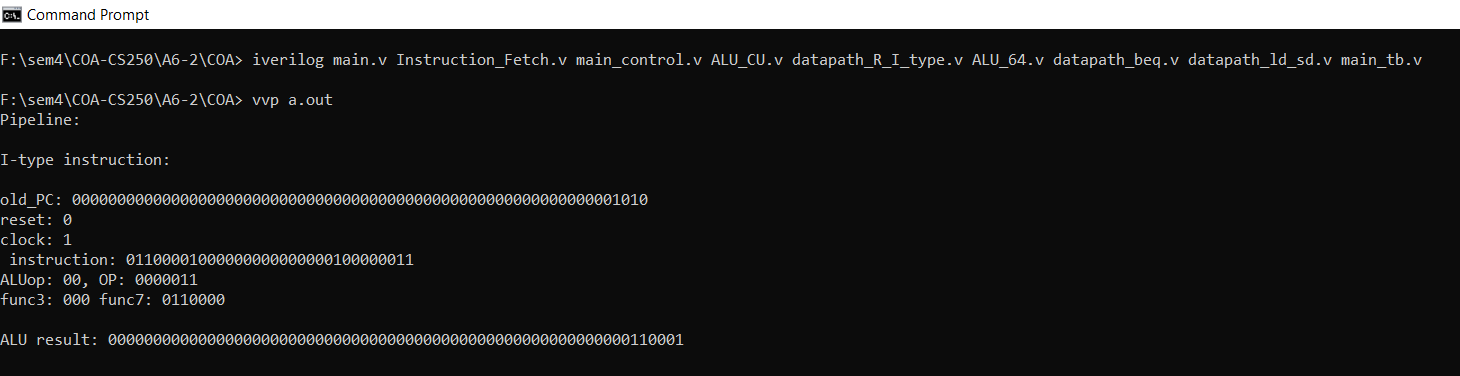 Command Prompt
F:\sem4\COA-CS250\A6-2\COA> iverilog main.v Instruction_Fetch.v main_control.v ALU_CU.v datapath_R_I_type.v ALU_64.v datapath_beq.v datapath_ld_sd.v main_tb.v
F:\sem4\COA-CS250\A6-2\COA> vvp a.out
Pipeline:
I-type instruction:
old_PC: 0000000000000000000000000000000000000000000000000000000000001010
reset: 0
clock: 1
instruction: 01100001000000000000000100000011
ALUop: 00, OP: 0000011
func3: 000 func7: 0110000
ALU result: 0000000000000000000000000000000000000000000000000000000000110001